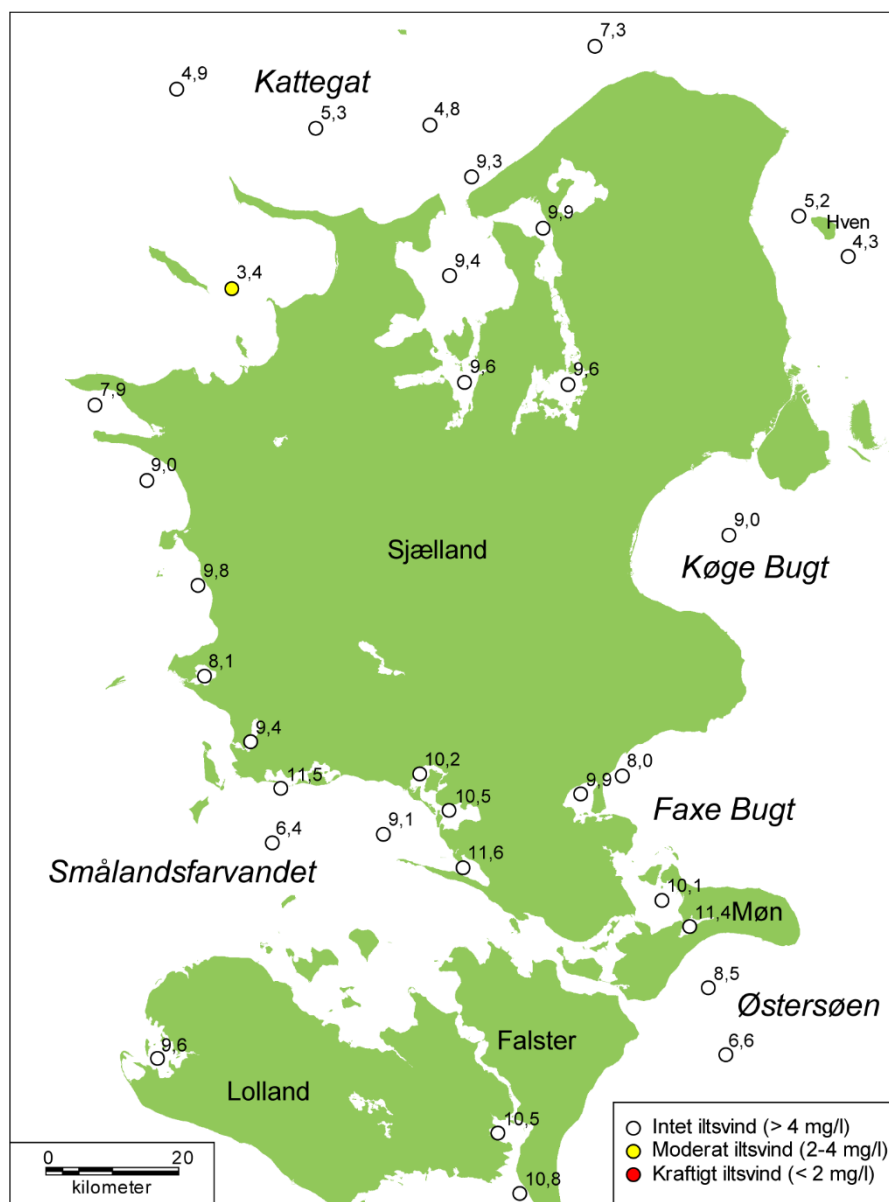 7,3
4,9
Kattegat
5,3
4,8
9,3
9,9
5,2
Hven
4,3
9,4
3,4
9,6
9,6
7,9
9,0
9,0
Sjælland
Køge Bugt
9,8
8,1
9,4
10,2
8,0
11,5
9,9
10,5
Faxe Bugt
6,4
9,1
Smålandsfarvandet
11,6
10,1
11,4
Møn
8,5
Østersøen
6,6
Falster
9,6
Lolland
10,5
10,8
Intet iltsvind (> 4 mg/l)
Moderat iltsvind (2-4 mg/l)
Kraftigt iltsvind (< 2 mg/l)
0 20
kilometer